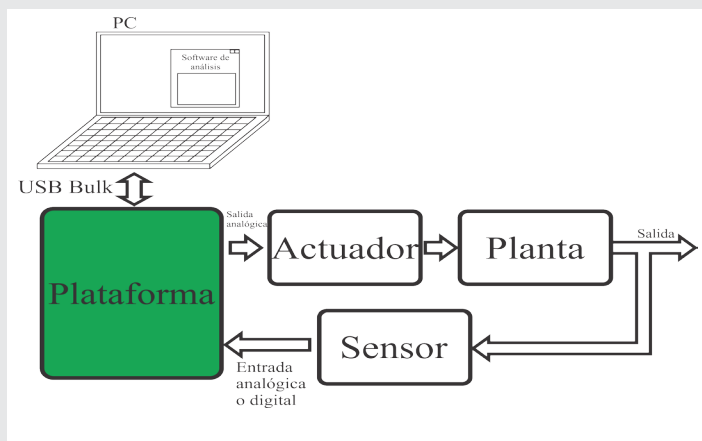 PC
Software de
análisis
USB Bulk
Plataforma
Salida
analógica
Actuador
Planta
Salida
Sensor
Entrada
analógica
o digital